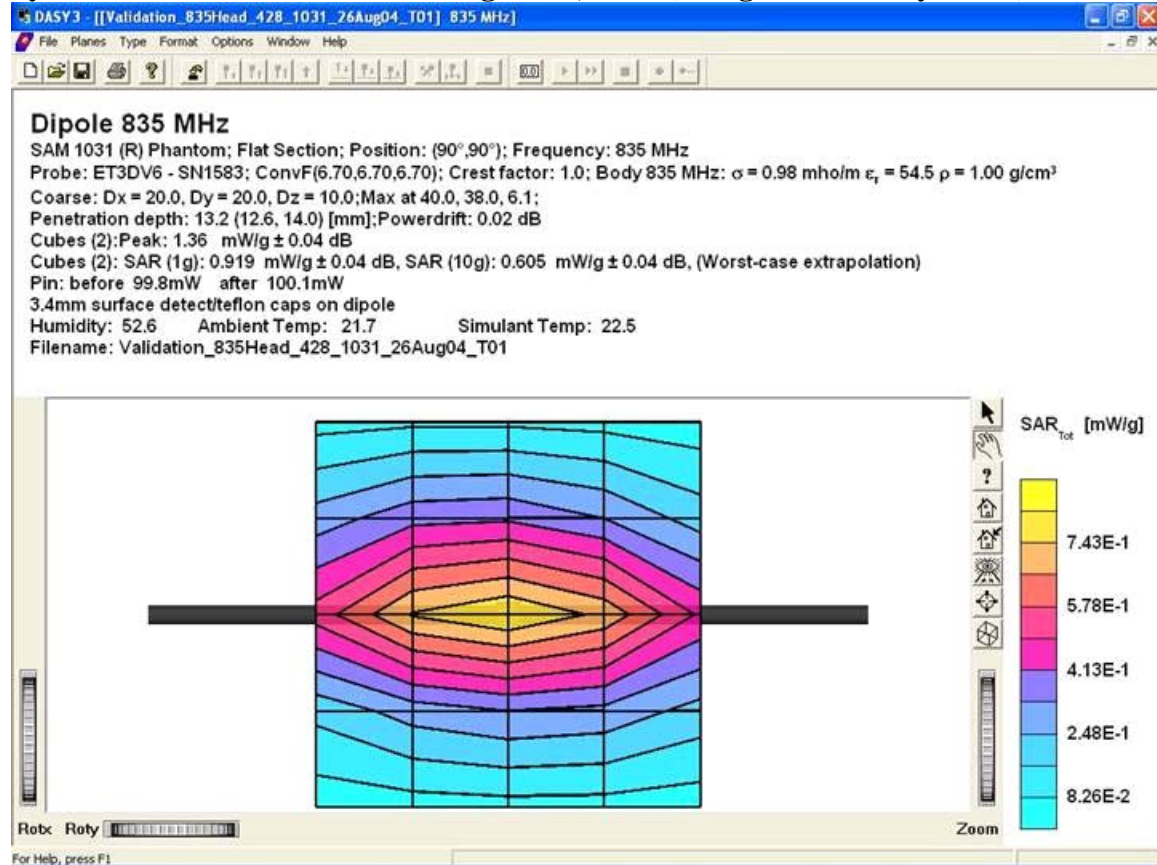 DASY3 - [[Validation_835Head_428_1031_26Aug04_T01] 835 MHz]
File Planes Type Format Options Window Help
Dipole 835 MHz
SAM 1031 (R) Phantom; Flat Section; Position: (90°,90°); Frequency: 835 MHz
Probe: ET3DV6 - SN1583; ConvF(6.70,6.70,6.70); Crest factor: 1.0; Body 835 MHz: σ = 0.98 mho/m εr = 54.5 ρ = 1.00 g/cm³
Coarse: Dx = 20.0, Dy = 20.0, Dz = 10.0;Max at 40.0, 38.0, 6.1;
Penetration depth: 13.2 (12.6, 14.0) [mm];Powerdrift: 0.02 dB
Cubes (2):Peak: 1.36 mW/g ± 0.04 dB
Cubes (2): SAR (1g): 0.919 mW/g ± 0.04 dB, SAR (10g): 0.605 mW/g ± 0.04 dB, (Worst-case extrapolation)
Pin: before 99.8mW after 100.1mW
3.4mm surface detect/teflon caps on dipole
Humidity: 52.6 Ambient Temp: 21.7 Simulant Temp: 22.5
Filename: Validation_835Head_428_1031_26Aug04_T01
SARTot [mW/g]
7.43E-1
5.78E-1
4.13E-1
2.48E-1
8.26E-2
Rotx Roty Zoom
For Help, press F1